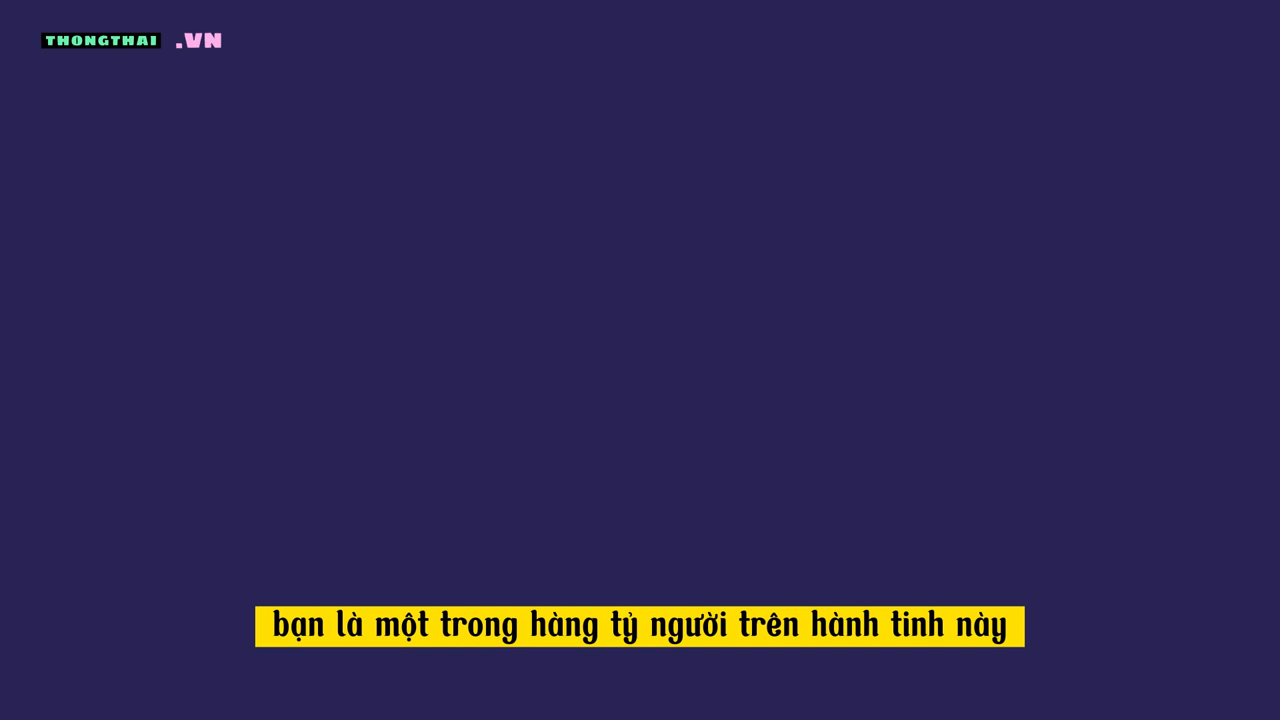 THONGTHAI .VN
bạn là một trong hàng tỷ người trên hành tinh này